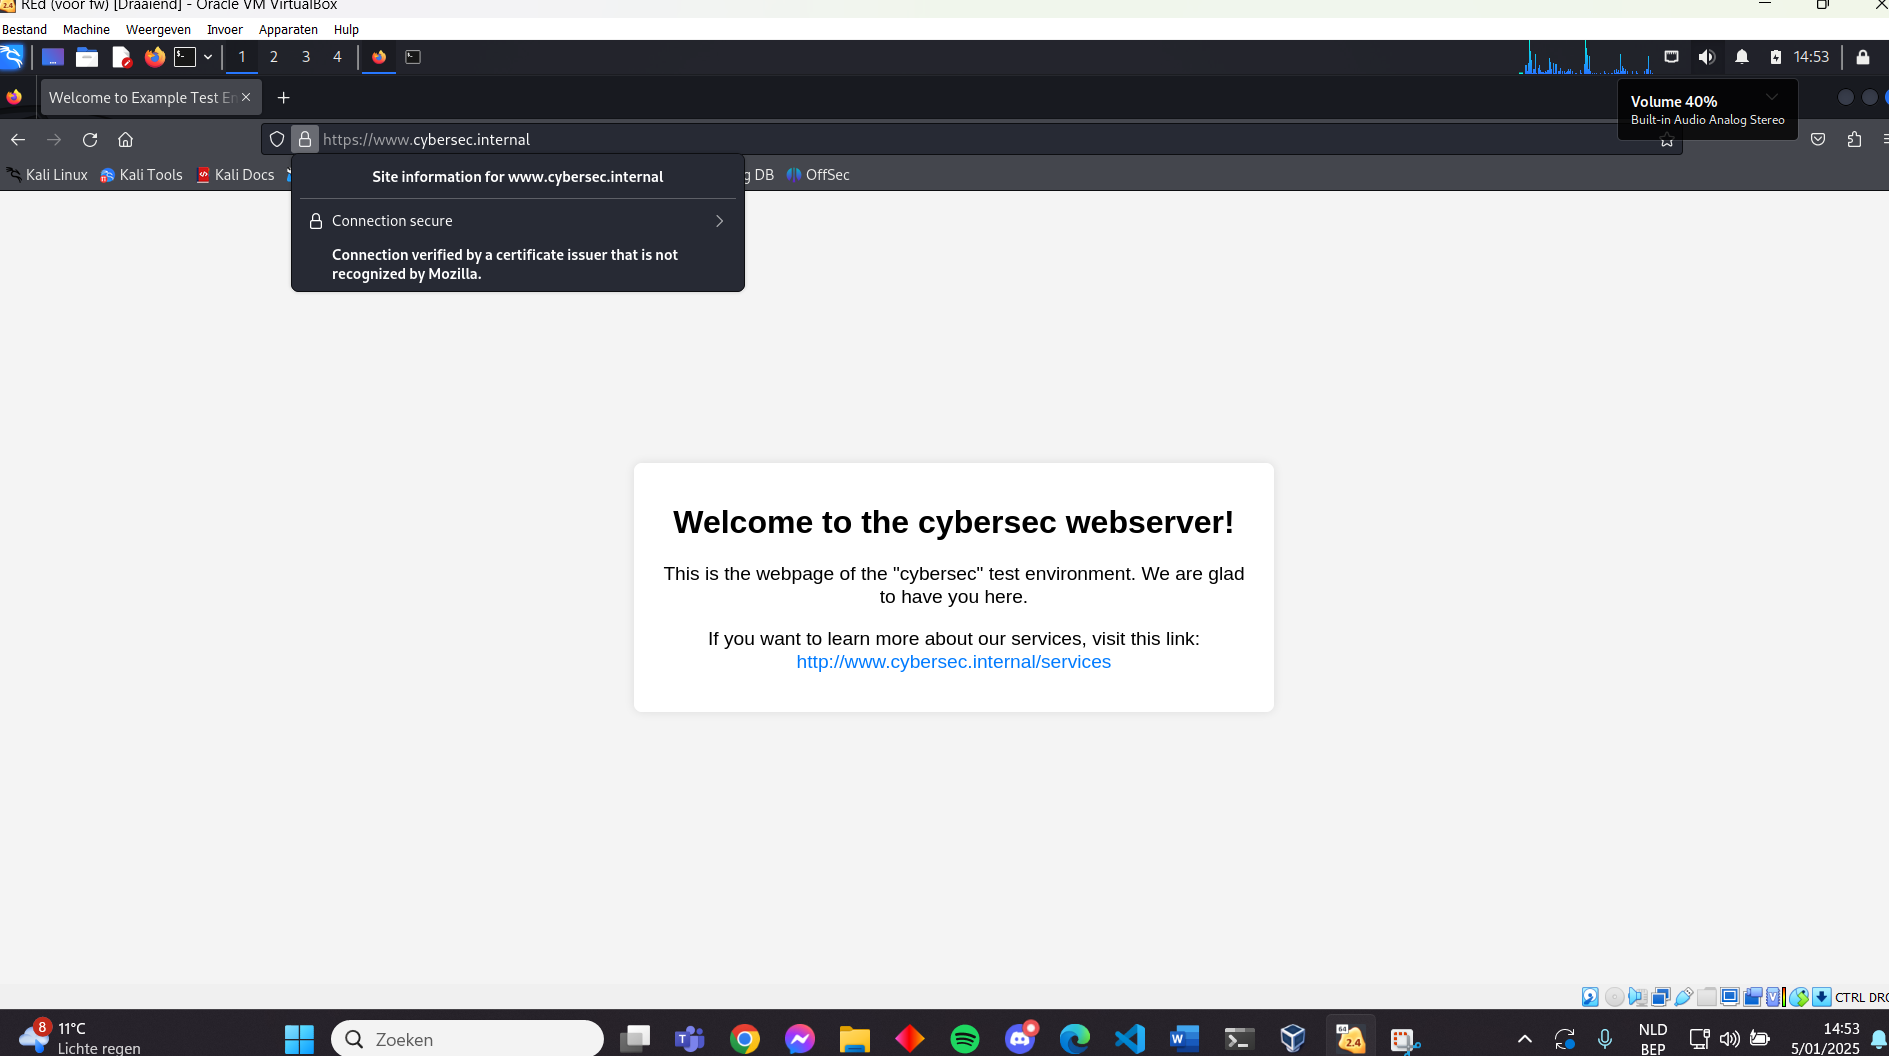 REd (voor fw) [Draaiend] - Oracle VM VirtualBox
Bestand Machine Weergeven Invoer Apparaten Hulp
1 2 3 4 14:53
Welcome to Example Test En
Volume 40%
Built-in Audio Analog Stereo
https://www.cybersec.internal
Kali Linux Kali Tools Kali Docs g DB OffSec
Site information for www.cybersec.internal
Connection secure
Connection verified by a certificate issuer that is not
recognized by Mozilla.
Welcome to the cybersec webserver!
This is the webpage of the "cybersec" test environment. We are glad
to have you here.
If you want to learn more about our services, visit this link:
http://www.cybersec.internal/services
CTRL DRO
8 11°C
Lichte regen
Zoeken
64
2.4
NLD
BEP
14:53
5/01/2025